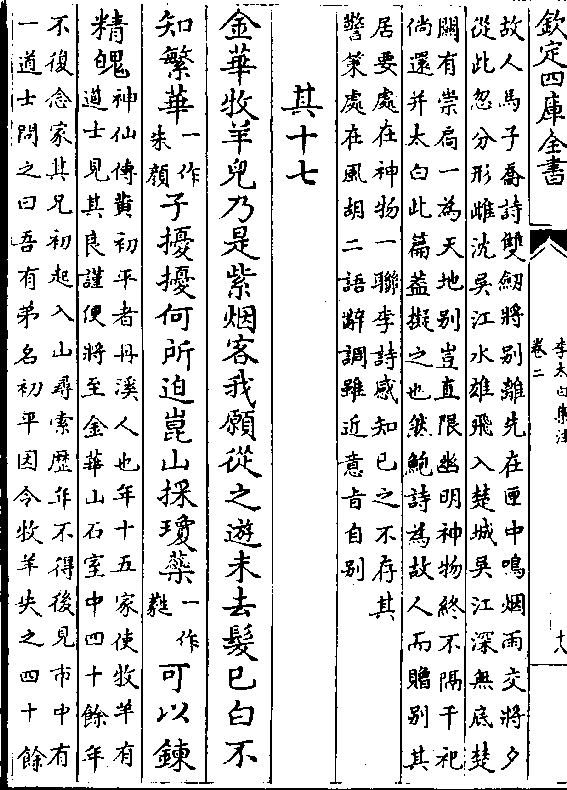 欽定四庫全書
李太白集注
卷二
十八
故人馬子喬詩雙劒將別離先在匣中鳴烟雨交將夕
從此忽分形雌沈吳江水雄飛入楚城吳江深無底楚
關有崇扃一為天地别豈直限幽明神物終不隔千祀
倘還并太白此篇蓋擬之也然鮑詩為故人而贈别其
居要處在神物一聯李詩感知已之不存其
警策處在風胡二語辭調雖近意㫖自别
其十七
金華牧羊兒乃是紫烟客我願從之遊未去髮已白不
知繁華
一作
朱顔
子擾擾何所迫崑山採瓊蘂
一作
蕤
可以鍊
精魄
神仙傳黄初平者丹溪人也年十五家使牧羊有
道士見其良謹便將至金華山石室中四十餘年
不復念家其兄初起入山尋索歴年不得後見市中有
一道士問之曰吾有弟名初平因令牧羊失之四十餘